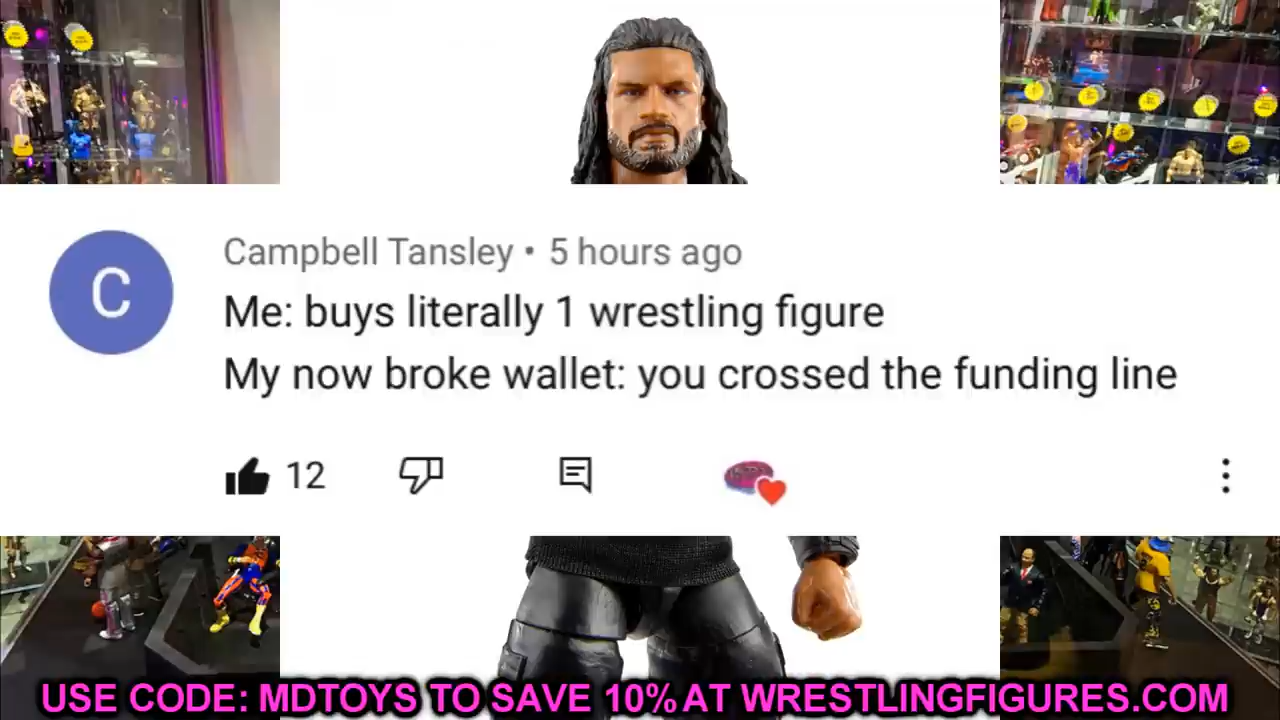 C
Campbell Tansley • 5 hours ago
Me: buys literally 1 wrestling figure
My now broke wallet: you crossed the funding line
12
USE CODE: MDTOYS TO SAVE 10% AT WRESTLINGFIGURES.COM